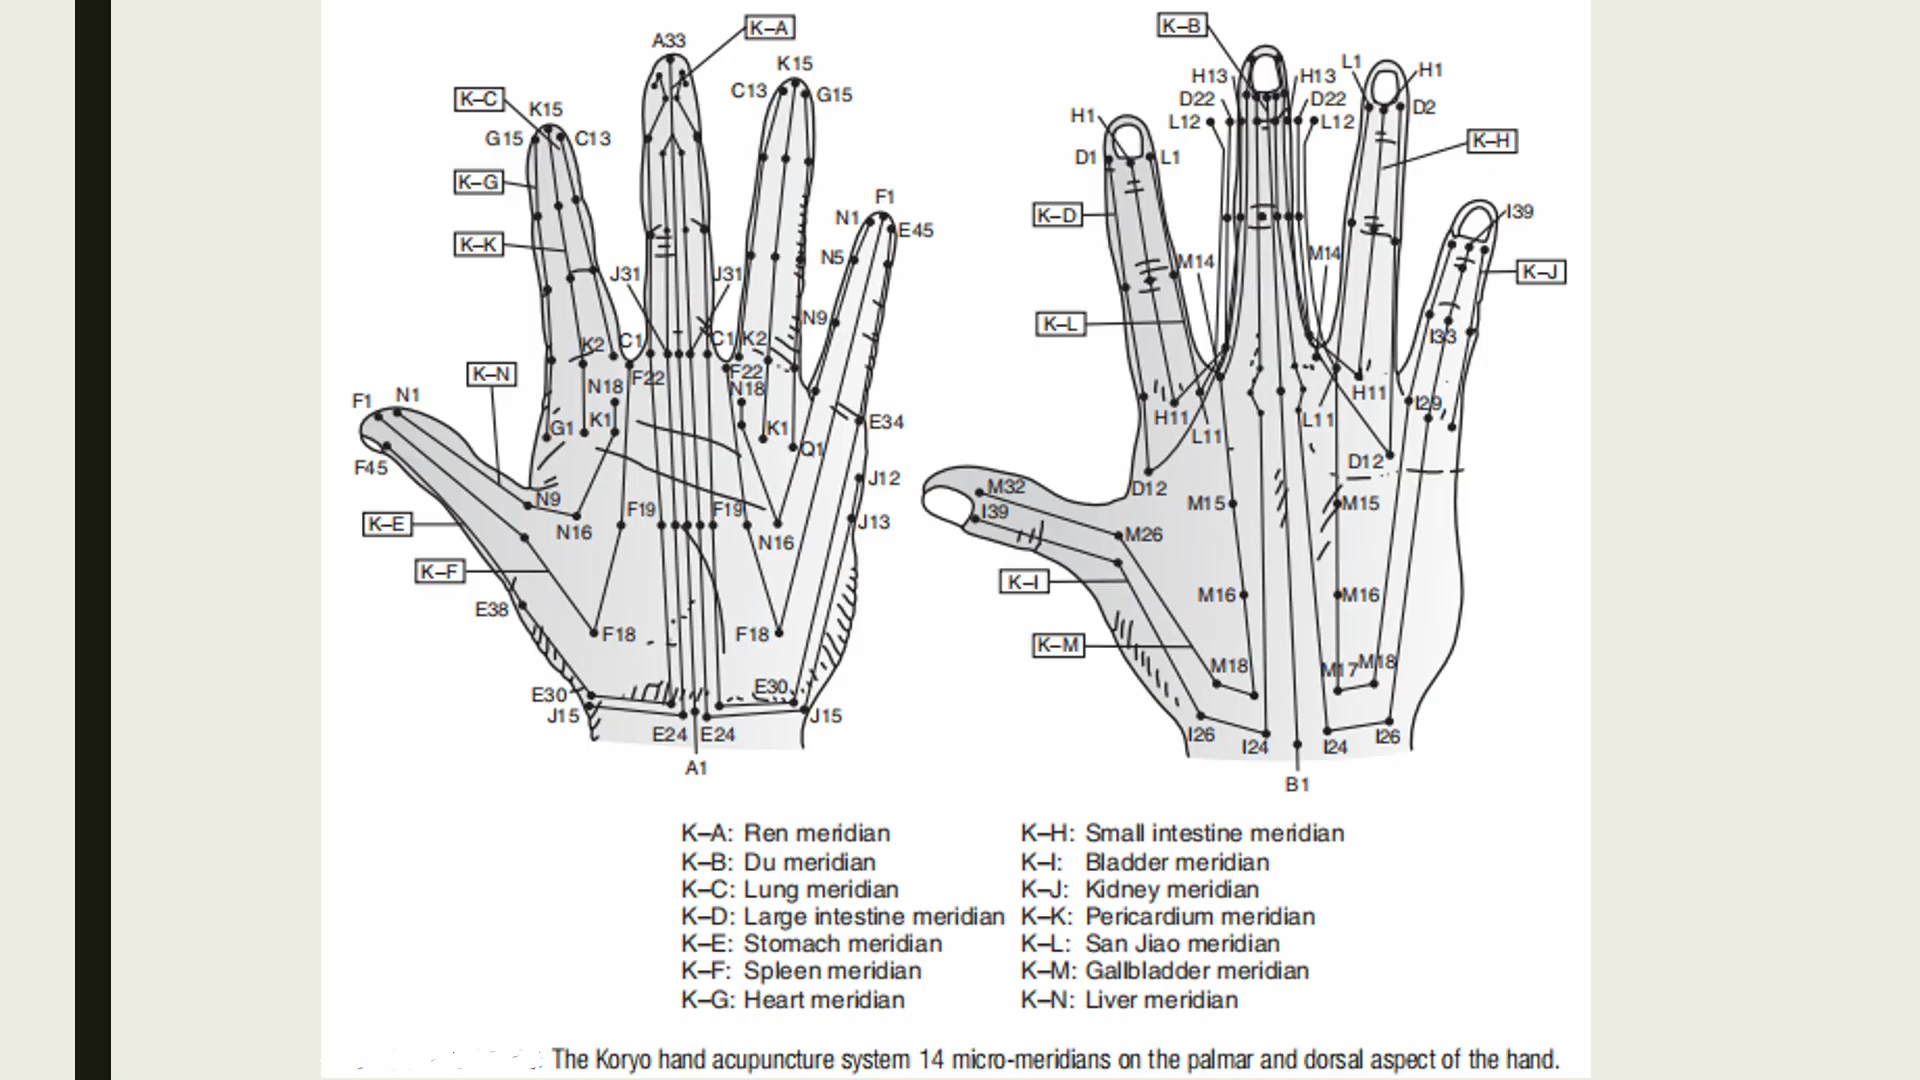 K–A
A33
K15
C13
G15
K–C
K15
G15
C13
K–G
K–K
F1
N1
E45
N5
J31
J31
N9
K2
C1
C1
K2
F22
F22
N18
N18
K–N
F1
N1
G1
K1
K1
Q1
E34
F45
J12
N9
J13
K–E
N16
F19
F19
N16
K–F
E38
F18
F18
E30
E30
J15
J15
E24
E24
A1
K–B
L1
H1
H13
H13
D22
D22
D2
L12
L12
H1
K–H
D1
L1
K–D
I39
M14
M14
K–J
K–L
I33
H11
H11
I29
L11
L11
D12
D12
M32
I39
M15
M15
M26
K–I
M16
M16
K–M
M18
M17
M18
I26
I24
I24
I26
B1
K–A: Ren meridian
K–B: Du meridian
K–C: Lung meridian
K–D: Large intestine meridian
K–E: Stomach meridian
K–F: Spleen meridian
K–G: Heart meridian
K–H: Small intestine meridian
K–I: Bladder meridian
K–J: Kidney meridian
K–K: Pericardium meridian
K–L: San Jiao meridian
K–M: Gallbladder meridian
K–N: Liver meridian
The Koryo hand acupuncture system 14 micro-meridians on the palmar and dorsal aspect of the hand.